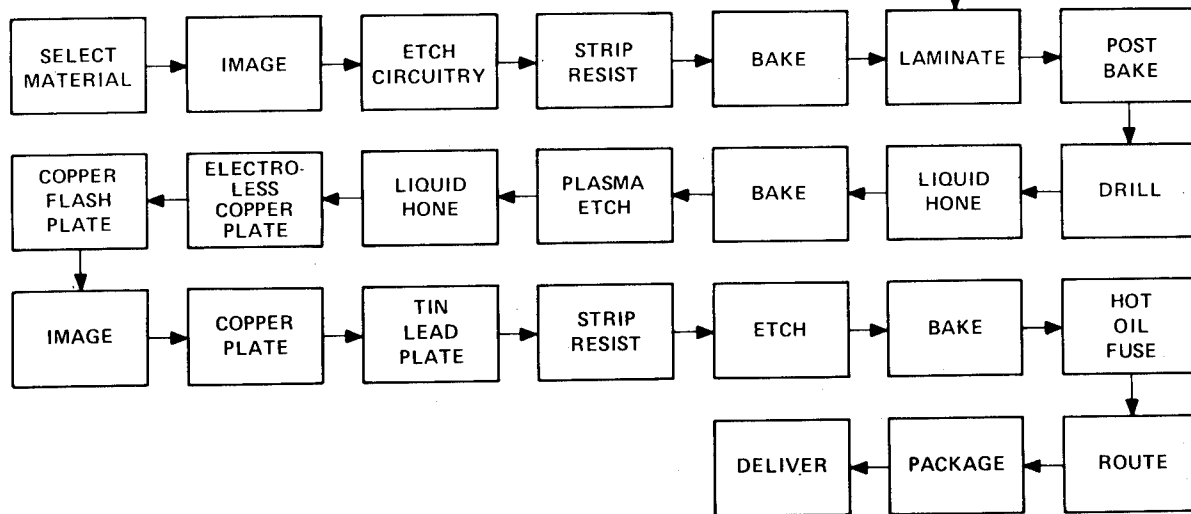 SELECT
MATERIAL
IMAGE
ETCH
CIRCUITRY
STRIP
RESIST
BAKE
LAMINATE
POST
BAKE
DRILL
LIQUID
HONE
BAKE
PLASMA
ETCH
LIQUID
HONE
ELECTRO-
LESS
COPPER
PLATE
COPPER
FLASH
PLATE
IMAGE
COPPER
PLATE
TIN
LEAD
PLATE
STRIP
RESIST
ETCH
BAKE
HOT
OIL
FUSE
ROUTE
PACKAGE
DELIVER